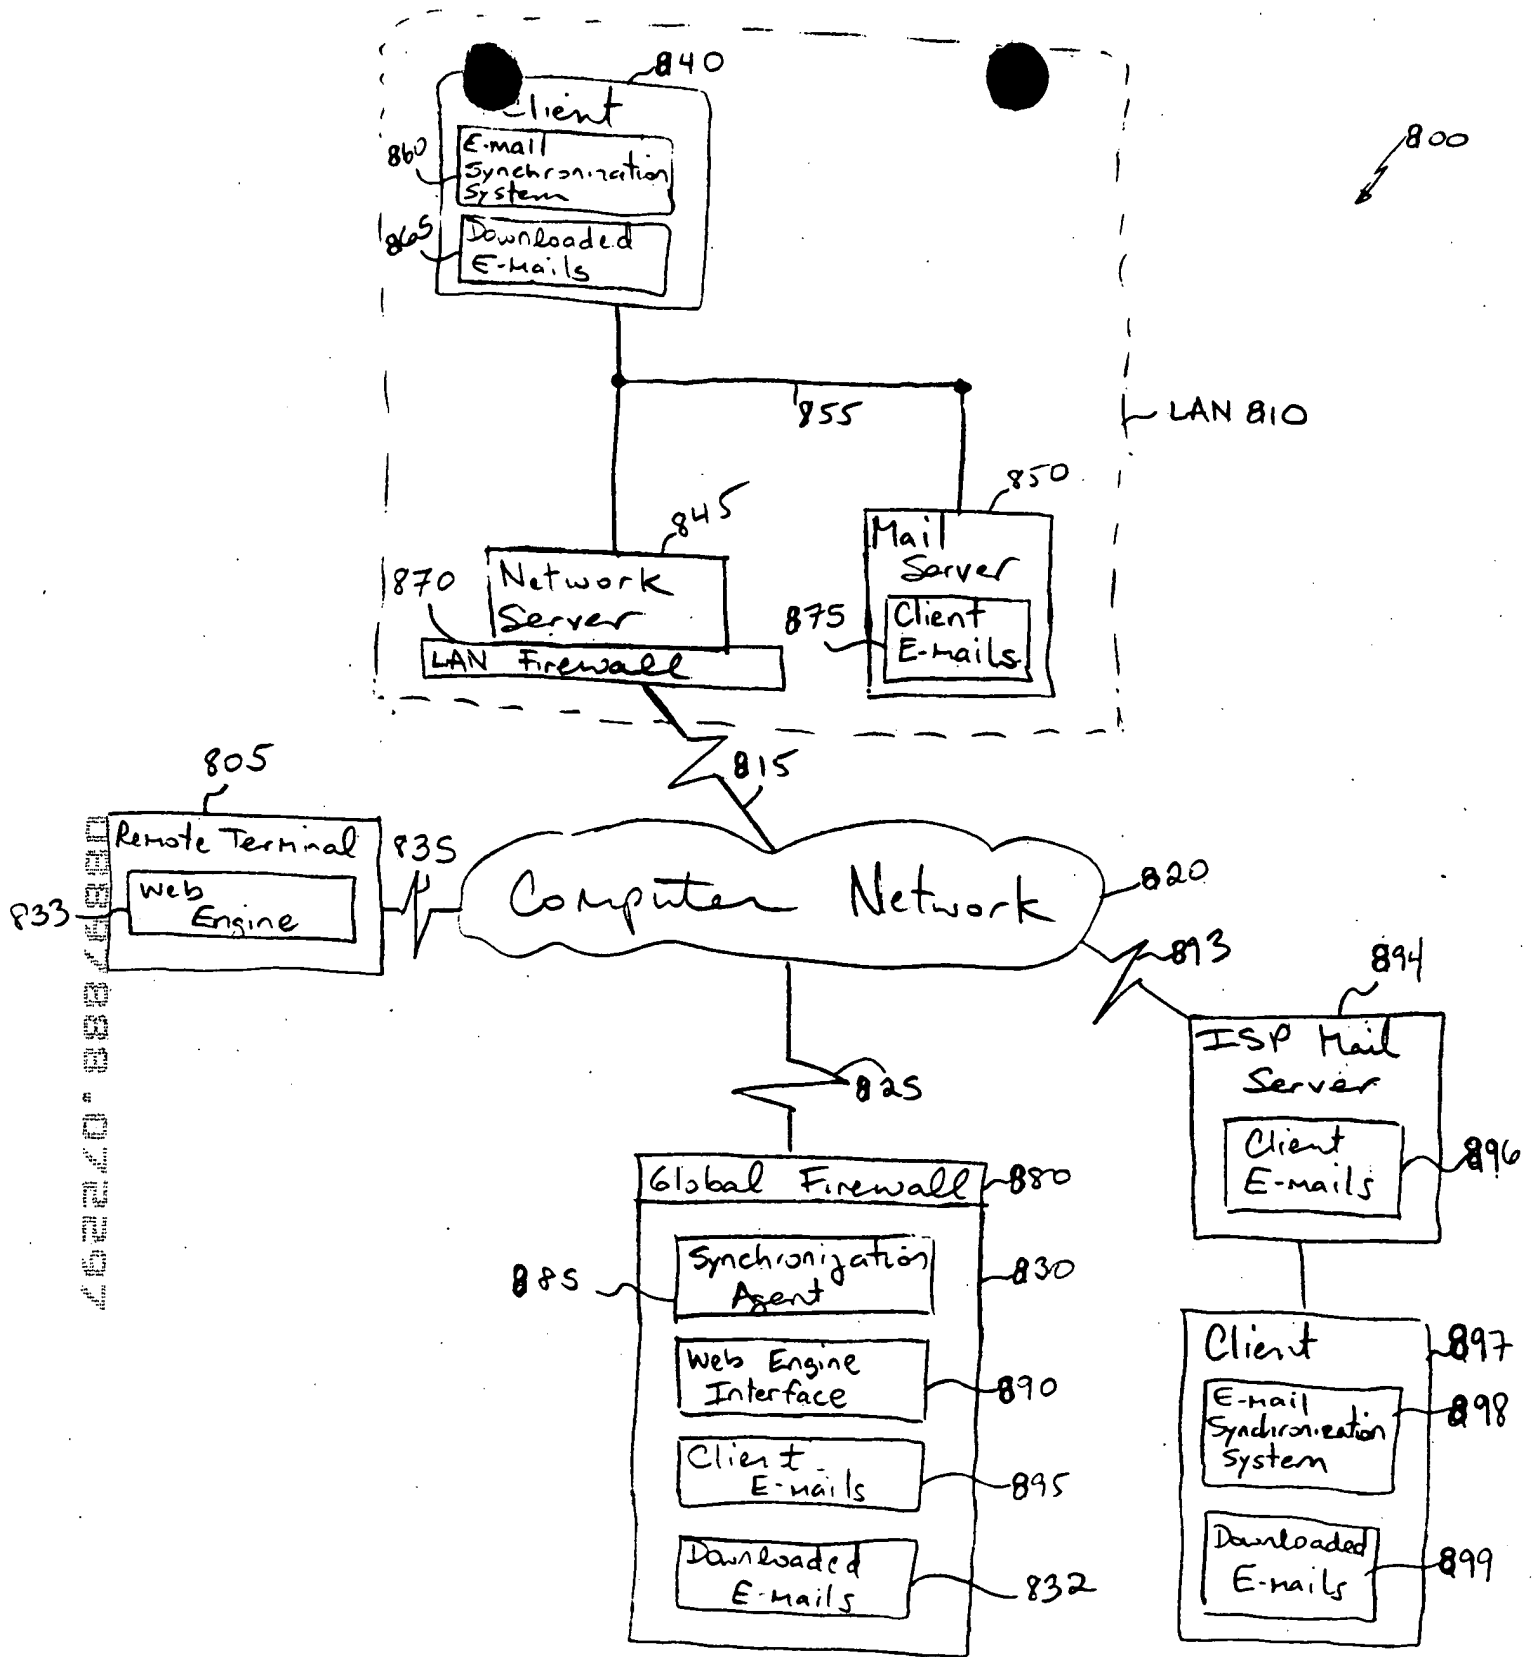 840
Client
860
E-mail
Synchronization
System
865
Downloaded
E-Mails
800
855
LAN 810
850
845
Mail
Server
870
Network
Server
875
Client
E-mails
LAN Firewall
805
815
Remote Terminal
835
833
Web
Engine
Computer Network
820
893
894
ISP Mail
Server
825
Client
E-mails
896
Global Firewall
880
Synchronization
Agent
885
830
Web Engine
Interface
890
Client
E-mails
895
Downloaded
E-mails
832
Client
897
E-mail
Synchronization
System
898
Downloaded
E-mails
899